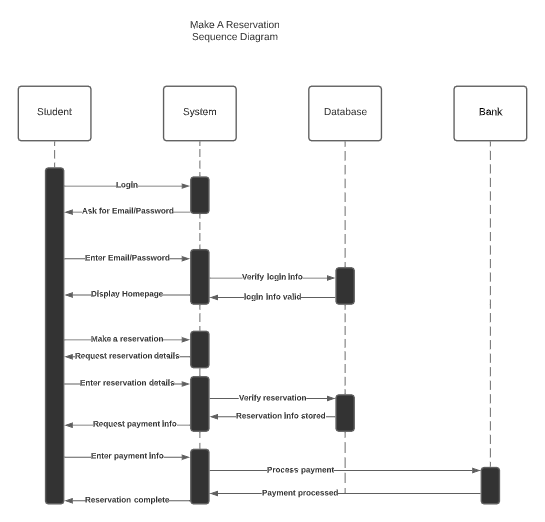 Make A Reservation
Sequence Diagram
Student
System
Database
Bank
Login
Ask for Email/Password
Enter Email/Password
Verify login info
Display Homepage
login info valid
Make a reservation
Request reservation details
Enter reservation details
Verify reservation
Reservation info stored
Request payment info
Enter payment info
Process payment
Payment processed
Reservation complete